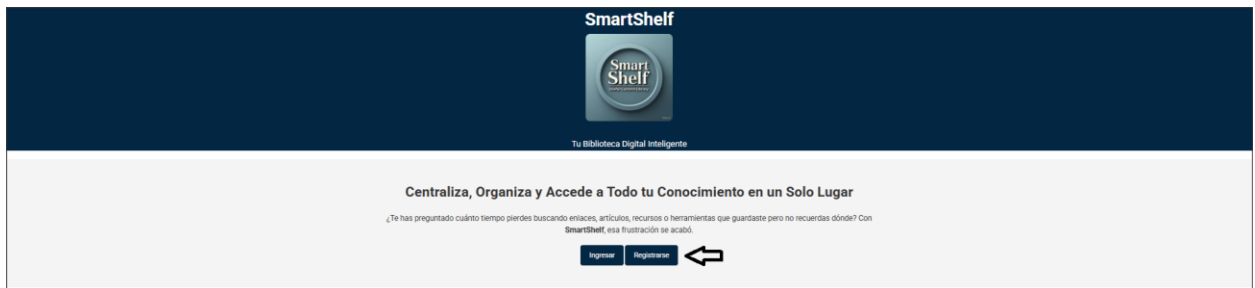 SmartShelf
Smart
Shelf
Tu Biblioteca Digital Inteligente
Centraliza, Organiza y Accede a Todo tu Conocimiento en un Solo Lugar
¿Te has preguntado cuánto tiempo pierdes buscando enlaces, artículos, recursos o herramientas que guardaste pero no recuerdas dónde? Con
SmartShelf, esa frustración se acabó.
Ingresar Registrarse